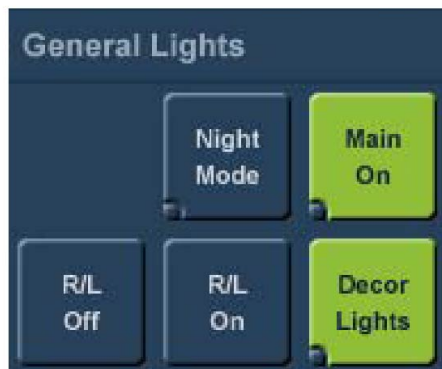 General Lights
Night Mode
Main On
R/L Off
R/L On
Decor Lights